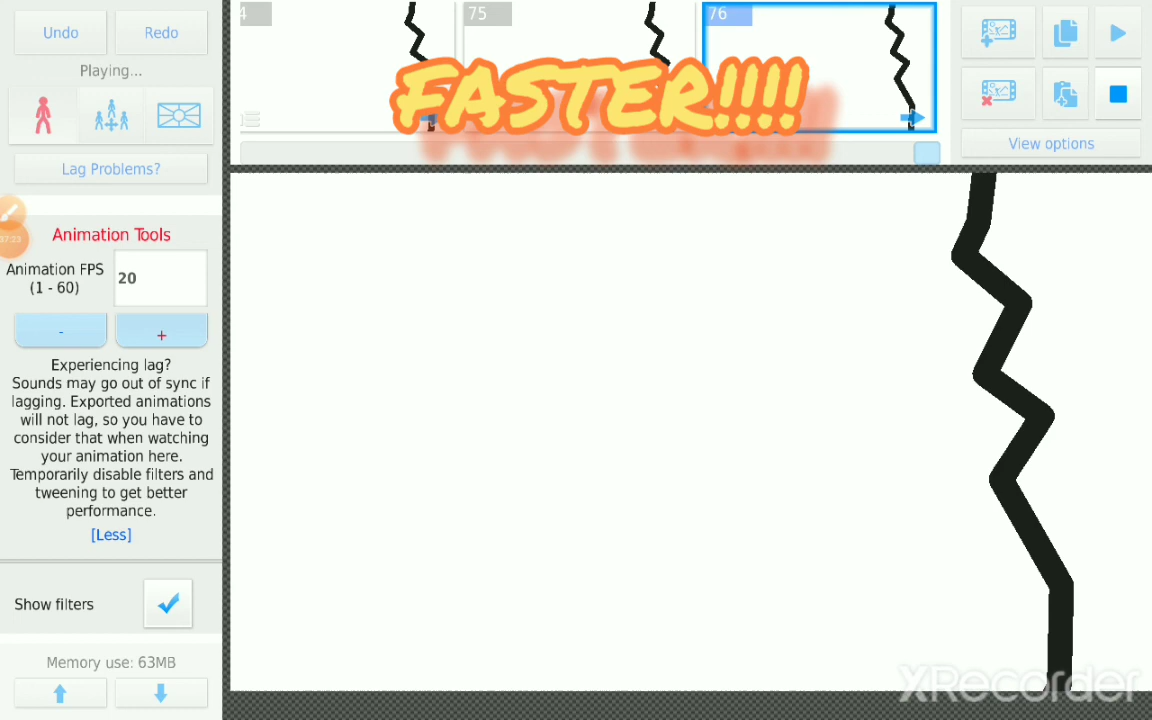 Undo
Redo
Playing...
Lag Problems?
37:23
Animation Tools
Animation FPS
(1 - 60)
20
-
+
Experiencing lag?
Sounds may go out of sync if
lagging. Exported animations
will not lag, so you have to
consider that when watching
your animation here.
Temporarily disable filters and
tweening to get better
performance.
[Less]
Show filters
Memory use: 63MB
4
75
76
FASTER!!!!
View options
XRecorder